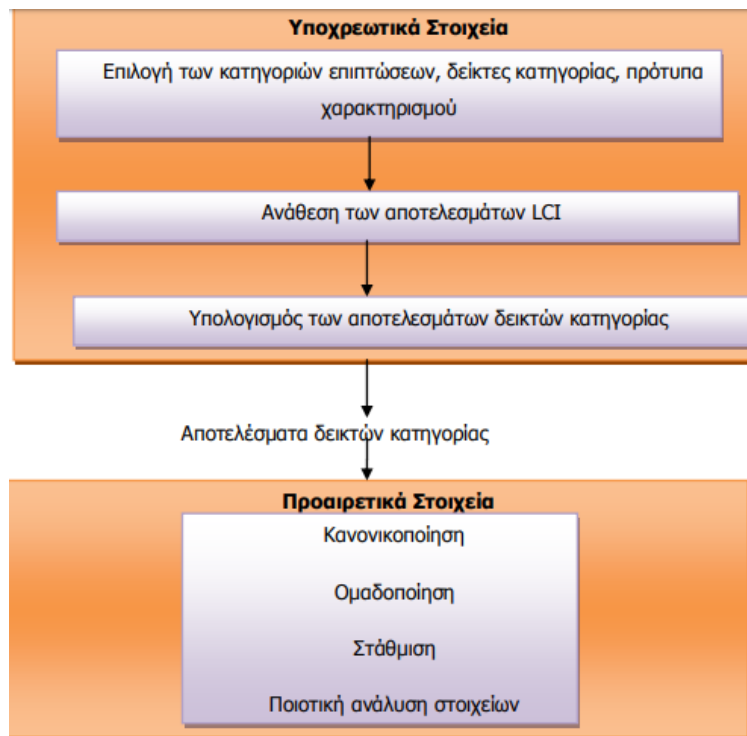 Υποχρεωτικά Στοιχεία
Επιλογή των κατηγοριών επιπτώσεων, δείκτες κατηγορίας, πρότυπα
χαρακτηρισμού
Ανάθεση των αποτελεσμάτων LCI
Υπολογισμός των αποτελεσμάτων δεικτών κατηγορίας
Αποτελέσματα δεικτών κατηγορίας
Προαιρετικά Στοιχεία
Κανονικοποίηση
Ομαδοποίηση
Στάθμιση
Ποιοτική ανάλυση στοιχείων